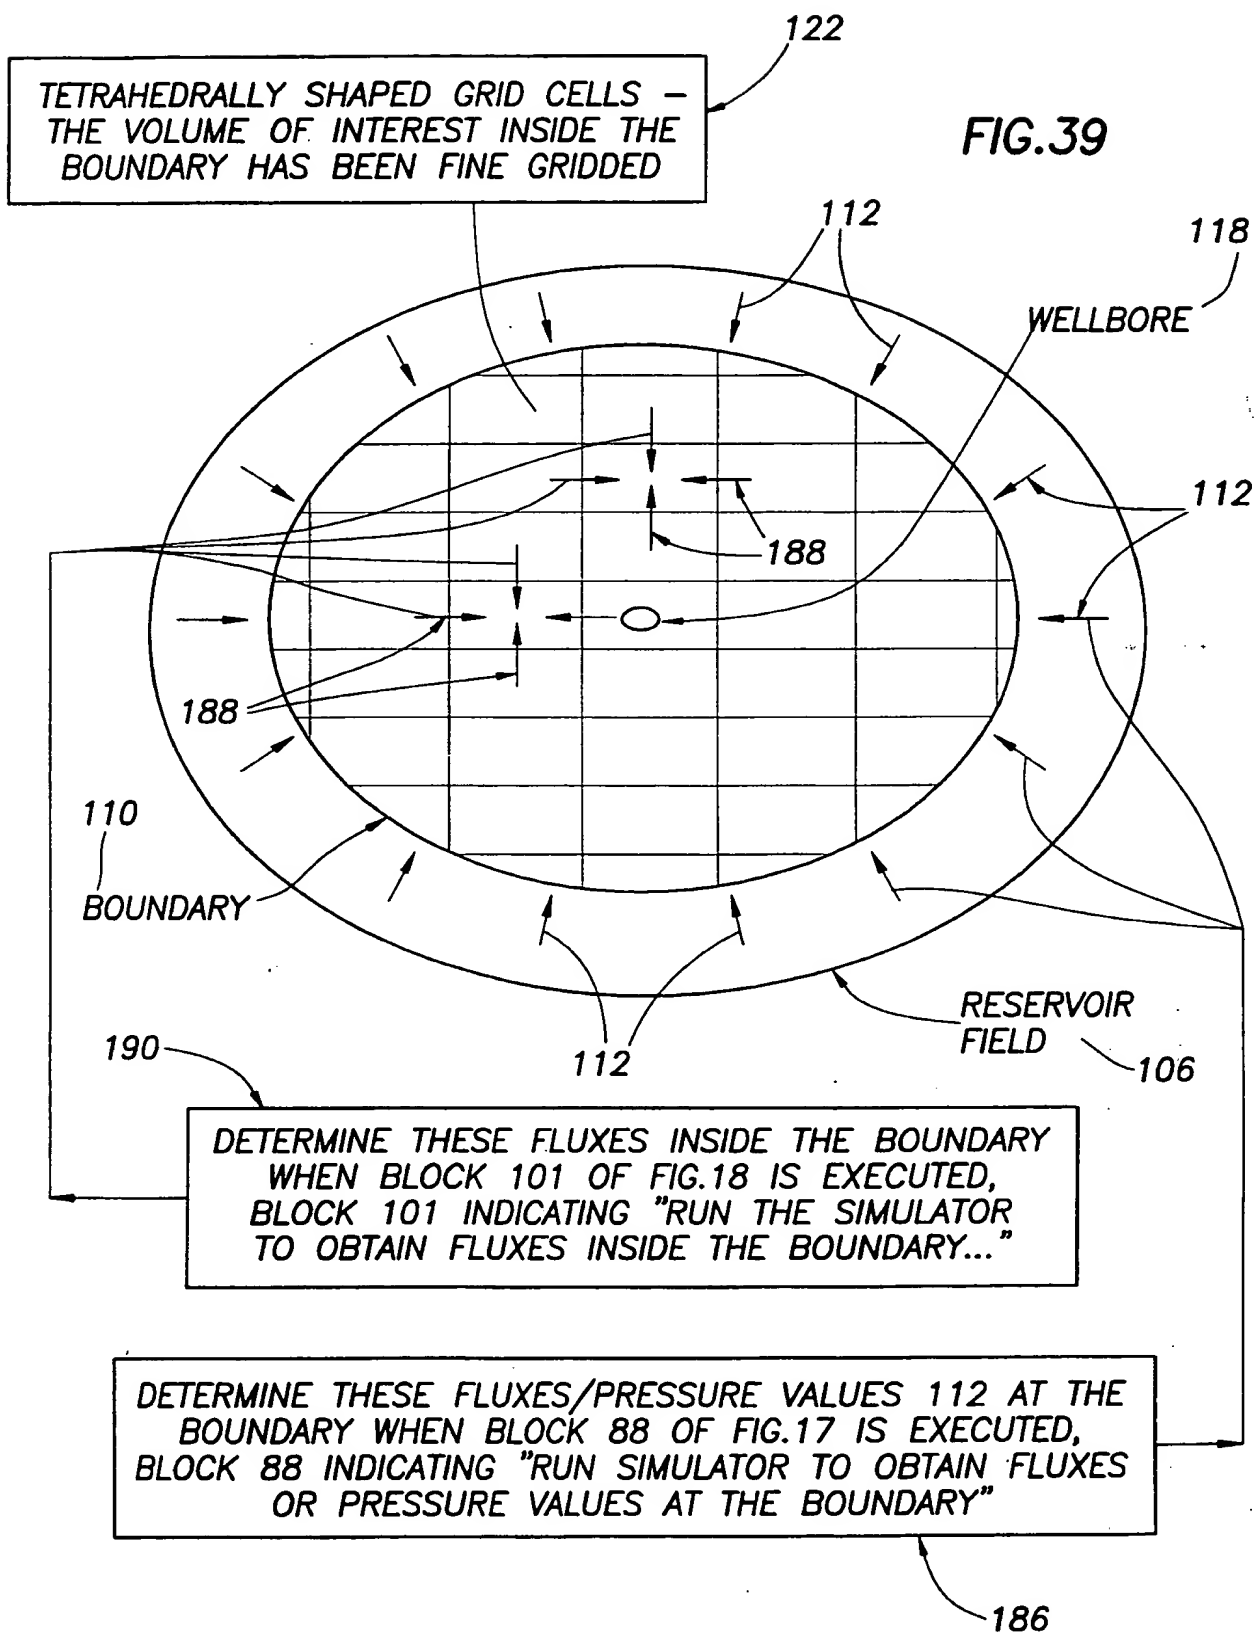 122
TETRAHEDRALLY SHAPED GRID CELLS –
THE VOLUME OF INTEREST INSIDE THE
BOUNDARY HAS BEEN FINE GRIDDED
FIG.39
112
118
WELLBORE
112
188
188
110
BOUNDARY
RESERVOIR
FIELD
106
112
190
DETERMINE THESE FLUXES INSIDE THE BOUNDARY
WHEN BLOCK 101 OF FIG.18 IS EXECUTED,
BLOCK 101 INDICATING "RUN THE SIMULATOR
TO OBTAIN FLUXES INSIDE THE BOUNDARY..."
DETERMINE THESE FLUXES/PRESSURE VALUES 112 AT THE
BOUNDARY WHEN BLOCK 88 OF FIG.17 IS EXECUTED,
BLOCK 88 INDICATING "RUN SIMULATOR TO OBTAIN FLUXES
OR PRESSURE VALUES AT THE BOUNDARY"
186